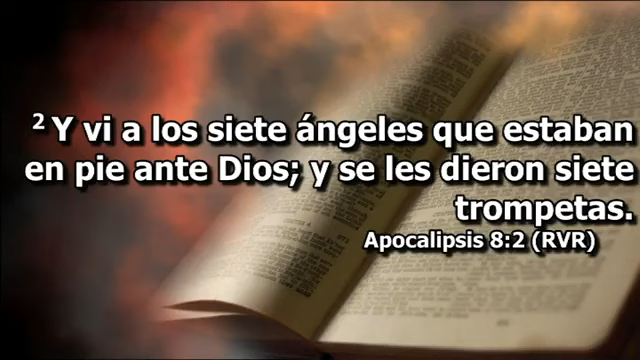 2 Y vi a los siete ángeles que estaban
en pie ante Dios; y se les dieron siete
trompetas.
Apocalipsis 8:2 (RVR)